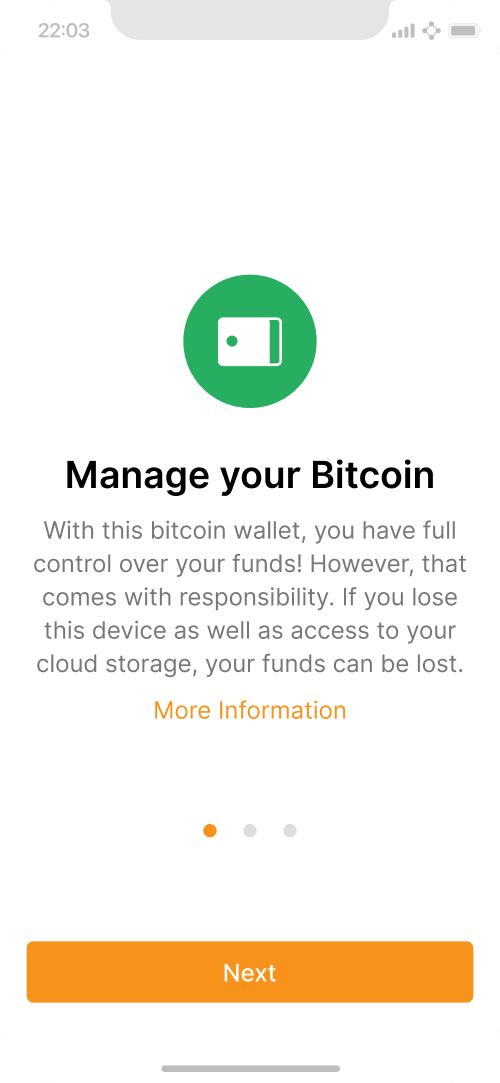 22:03
Manage your Bitcoin
With this bitcoin wallet, you have full
control over your funds! However, that
comes with responsibility. If you lose
this device as well as access to your
cloud storage, your funds can be lost.
More Information
Next